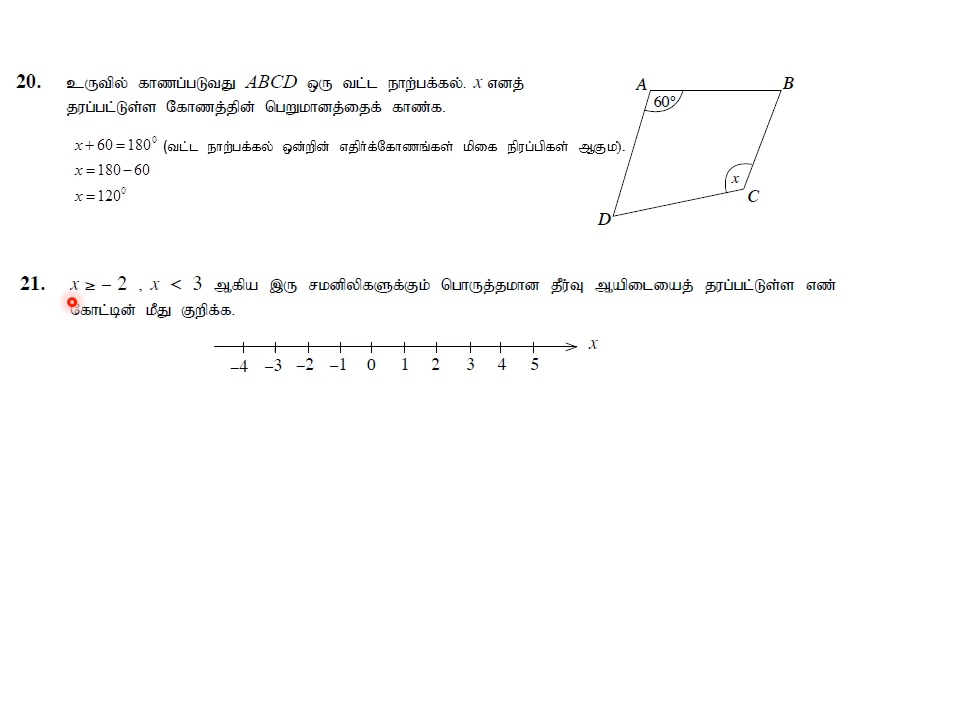 20. உருவில் காணப்படுவது ABCD ஒரு வட்ட நாற்பக்கல். x எனத்
தரப்பட்டுள்ள கோணத்தின் பெறுமானத்தைக் காண்க.
x + 60 = 180⁰ (வட்ட நாற்பக்கல் ஒன்றின் எதிர்க்கோணங்கள் மிகை நிரப்பிகள் ஆகும).
x = 180 − 60
x = 120⁰
A B
60°
x
C
D
21. x ≥ – 2 , x < 3 ஆகிய இரு சமனிலிகளுக்கும் பொருத்தமான தீர்வு ஆயிடையைத் தரப்பட்டுள்ள எண்
கோட்டின் மீது குறிக்க.
x
–4 –3 –2 –1 0 1 2 3 4 5